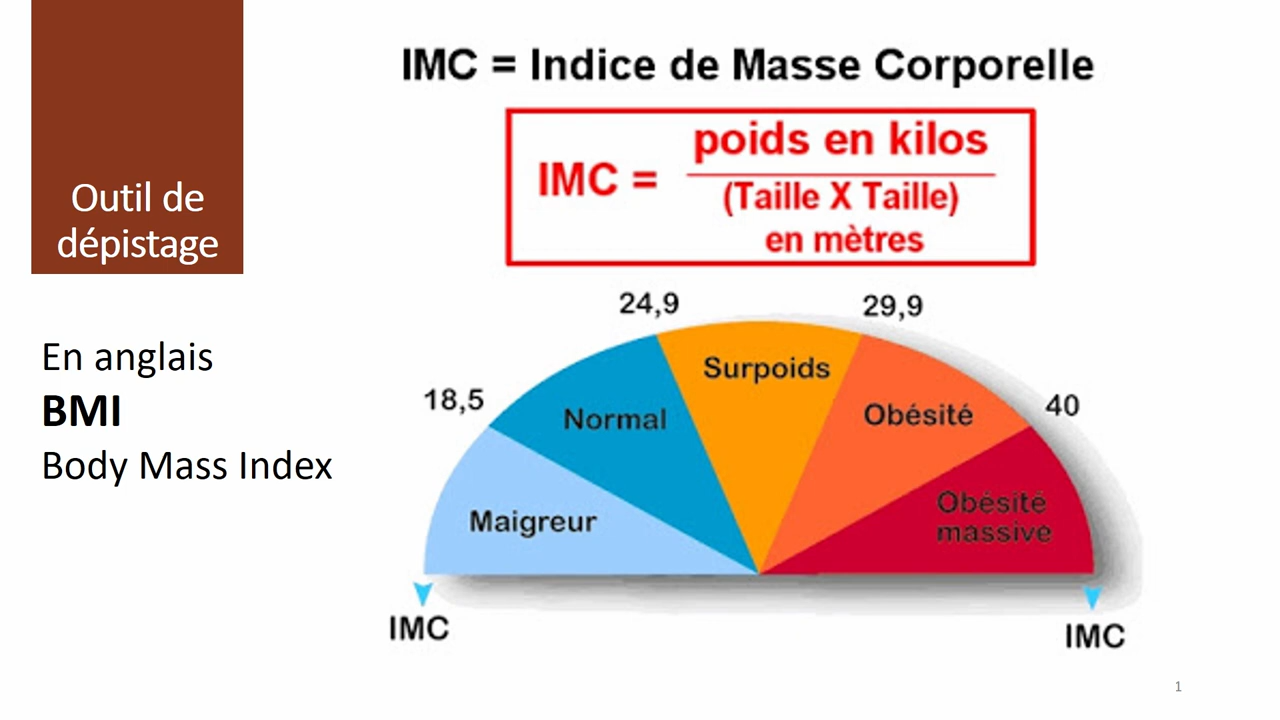 Outil de
dépistage
En anglais
BMI
Body Mass Index
IMC = Indice de Masse Corporelle
IMC =
poids en kilos
(Taille X Taille)
en mètres
24,9
29,9
18,5
40
Surpoids
Normal
Obésité
Maigreur
Obésité
massive
IMC
IMC
1